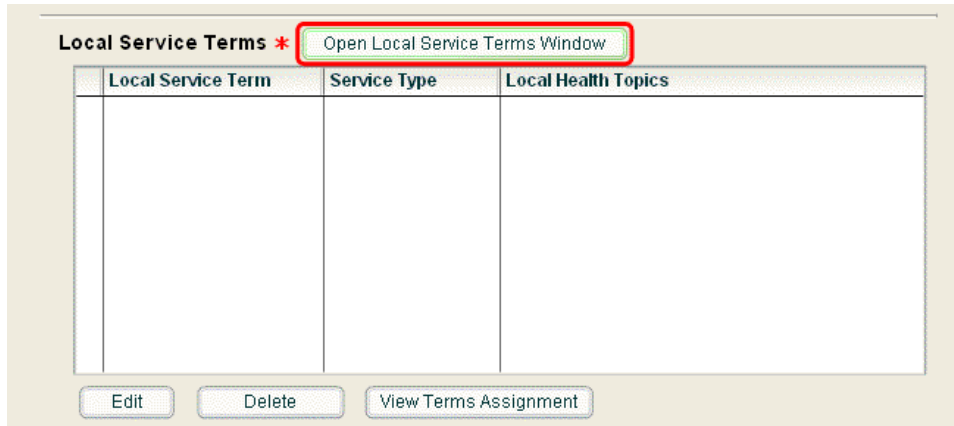 Local Service Terms * Open Local Service Terms Window
Local Service Term Service Type Local Health Topics
Edit Delete View Terms Assignment